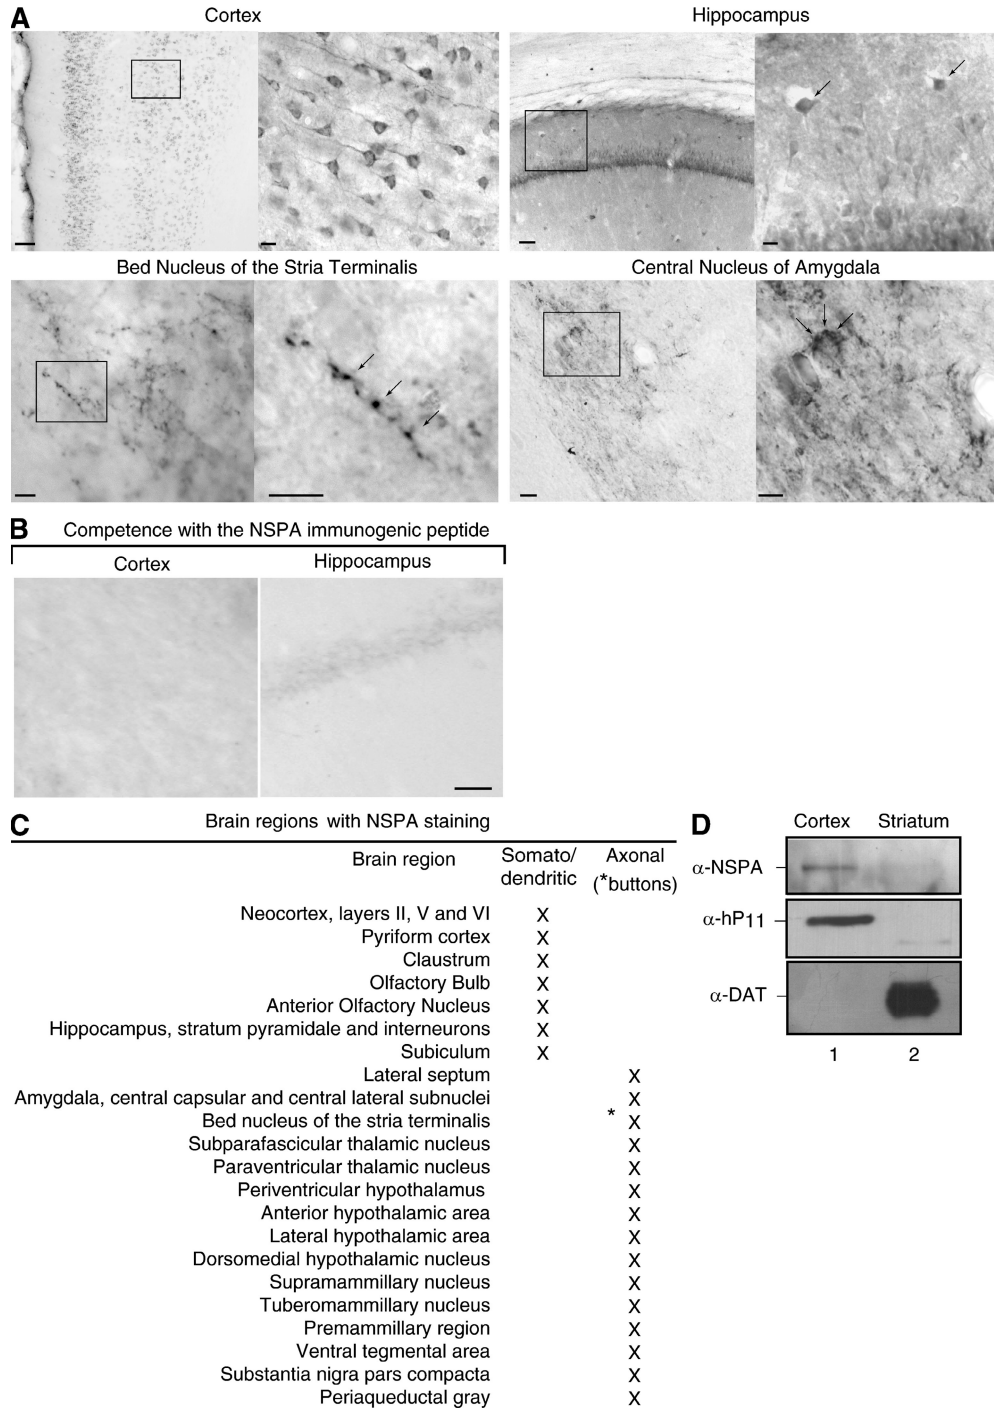 A
Cortex
Hippocampus
Bed Nucleus of the Stria Terminalis
Central Nucleus of Amygdala
B
Competence with the NSPA immunogenic peptide
Cortex
Hippocampus
C
Brain regions with NSPA staining
Brain region
Somato/
dendritic
Axonal
(*buttons)
Neocortex, layers II, V and VI X
Pyriform cortex X
Claustrum X
Olfactory Bulb X
Anterior Olfactory Nucleus X
Hippocampus, stratum pyramidale and interneurons X
Subiculum X
Lateral septum X
Amygdala, central capsular and central lateral subnuclei X
Bed nucleus of the stria terminalis * X
Subparafascicular thalamic nucleus X
Paraventricular thalamic nucleus X
Periventricular hypothalamus X
Anterior hypothalamic area X
Lateral hypothalamic area X
Dorsomedial hypothalamic nucleus X
Supramammillary nucleus X
Tuberomammillary nucleus X
Premammillary region X
Ventral tegmental area X
Substantia nigra pars compacta X
Periaqueductal gray X
D
Cortex Striatum
α-NSPA
α-hP11
α-DAT
1 2